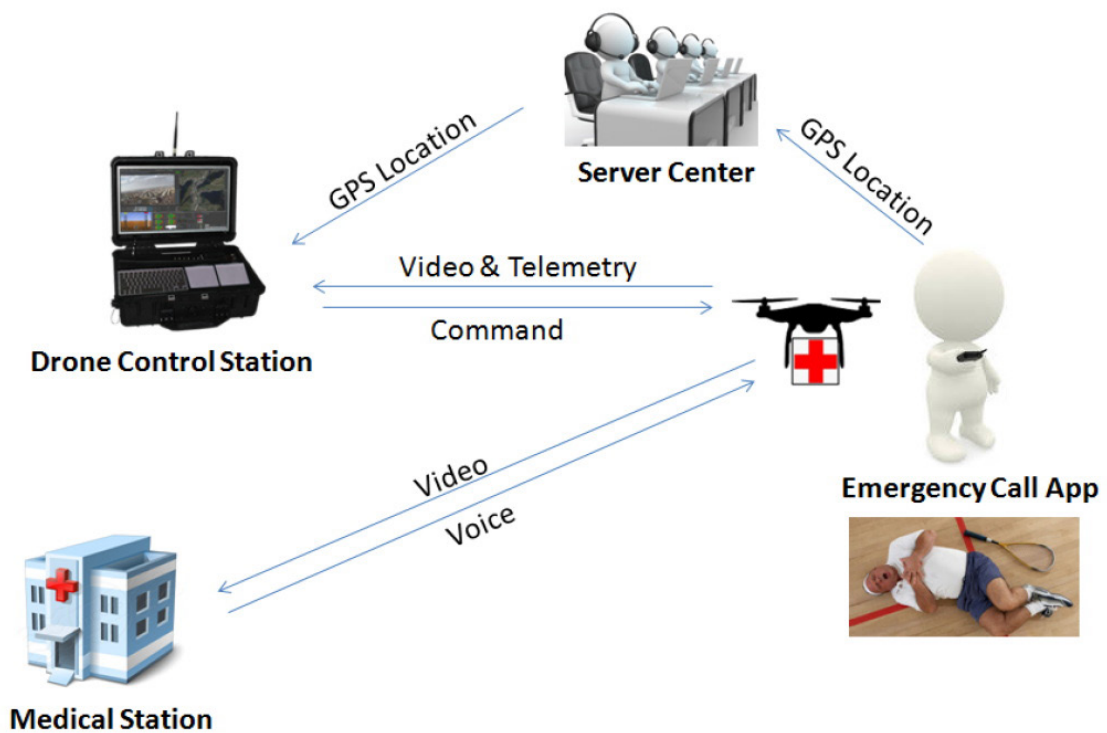 Server Center
GPS Location
GPS Location
Video & Telemetry
Command
Drone Control Station
Video
Voice
Emergency Call App
Medical Station